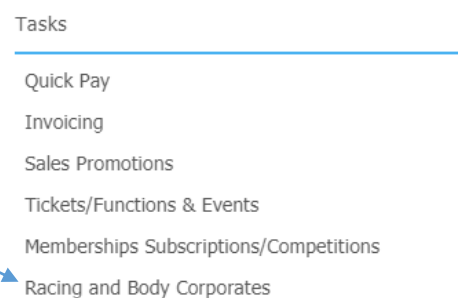 Tasks
Quick Pay
Invoicing
Sales Promotions
Tickets/Functions & Events
Memberships Subscriptions/Competitions
Racing and Body Corporates